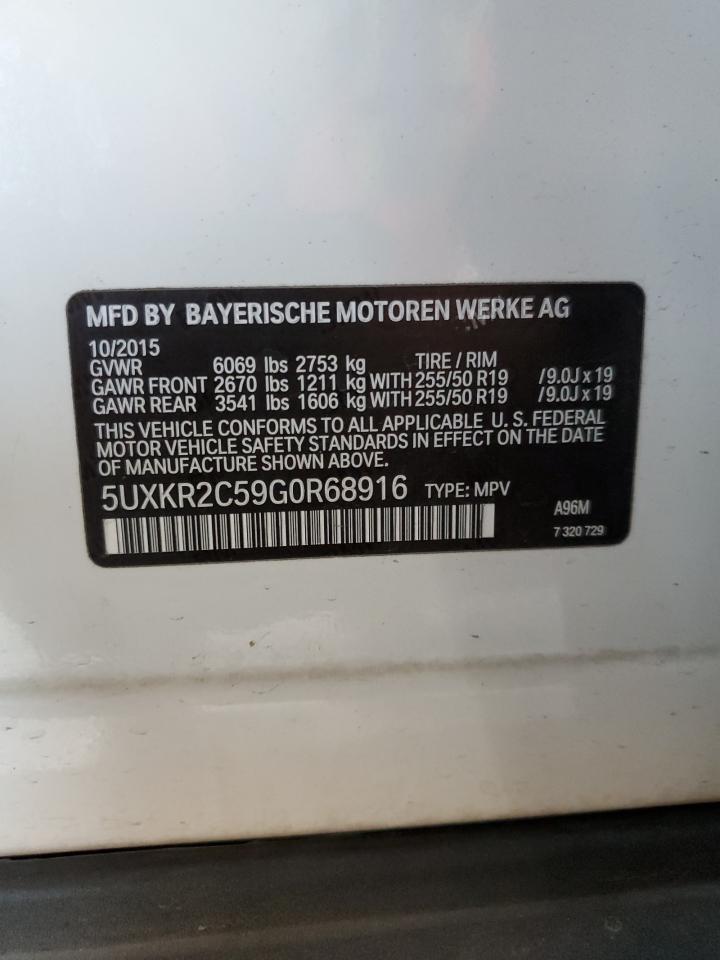 MFD BY BAYERISCHE MOTOREN WERKE AG
10/2015
GVWR 6069 lbs 2753 kg TIRE / RIM
GAWR FRONT 2670 lbs 1211 kg WITH 255/50 R19 /9.0J x 19
GAWR REAR 3541 lbs 1606 kg WITH 255/50 R19 /9.0J x 19
THIS VEHICLE CONFORMS TO ALL APPLICABLE U. S. FEDERAL
MOTOR VEHICLE SAFETY STANDARDS IN EFFECT ON THE DATE
OF MANUFACTURE SHOWN ABOVE.
5UXKR2C59G0R68916 TYPE: MPV
A96M
7 320 729